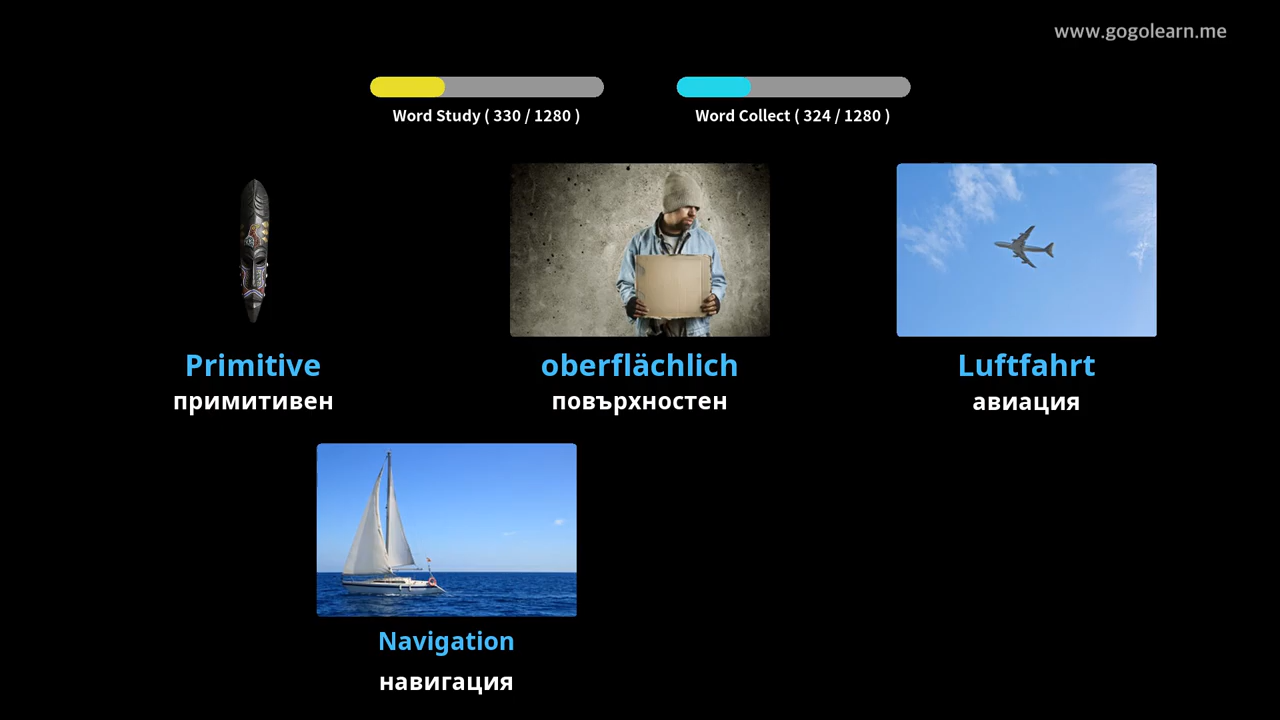 www.gogolearn.me
Word Study ( 330 / 1280 )
Word Collect ( 324 / 1280 )
Primitive
примитивен
oberflächlich
повърхностен
Luftfahrt
авиация
Navigation
навигация